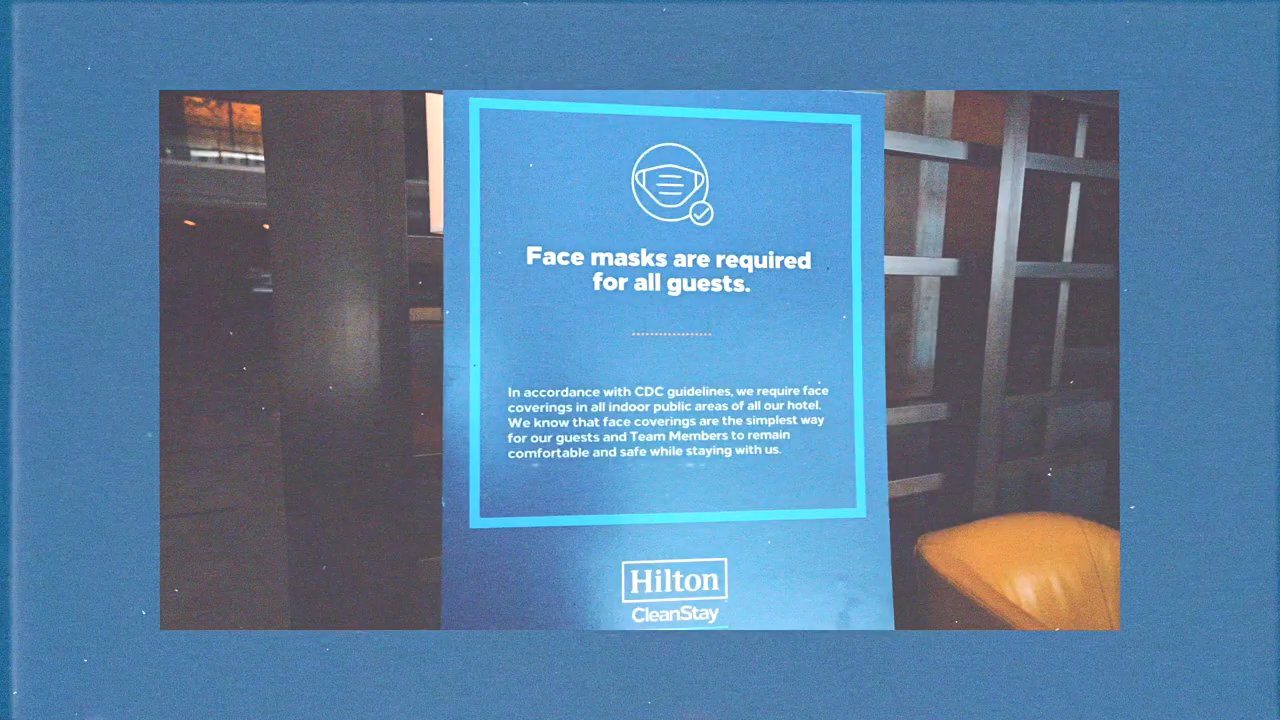 Face masks are required
for all guests.
In accordance with CDC guidelines, we require face
coverings in all indoor public areas of all our hotel.
We know that face coverings are the simplest way
for our guests and Team Members to remain
comfortable and safe while staying with us.
Hilton
CleanStay